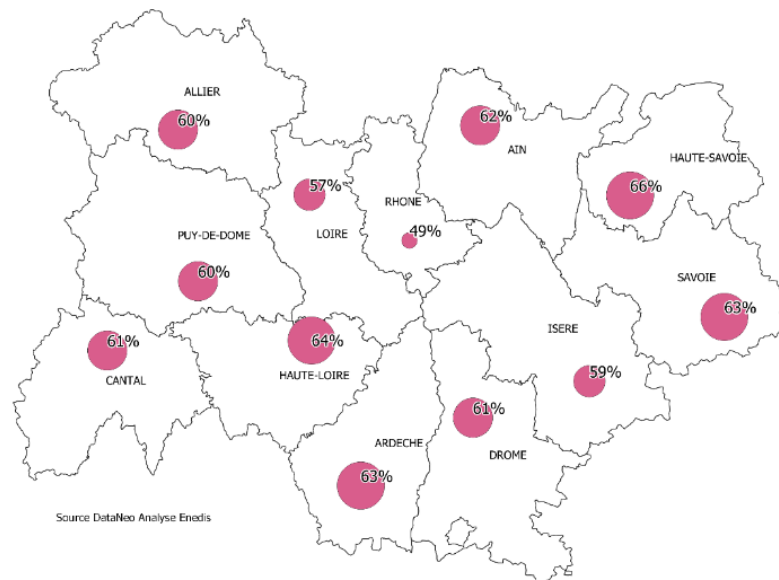 ALLIER
60%
62%
AIN
HAUTE-SAVOIE
66%
57%
RHONE
LOIRE
49%
PUY-DE-DOME
60%
SAVOIE
63%
61%
CANTAL
64%
HAUTE-LOIRE
ISERE
59%
61%
DROME
ARDECHE
63%
Source DataNeo Analyse Enedis